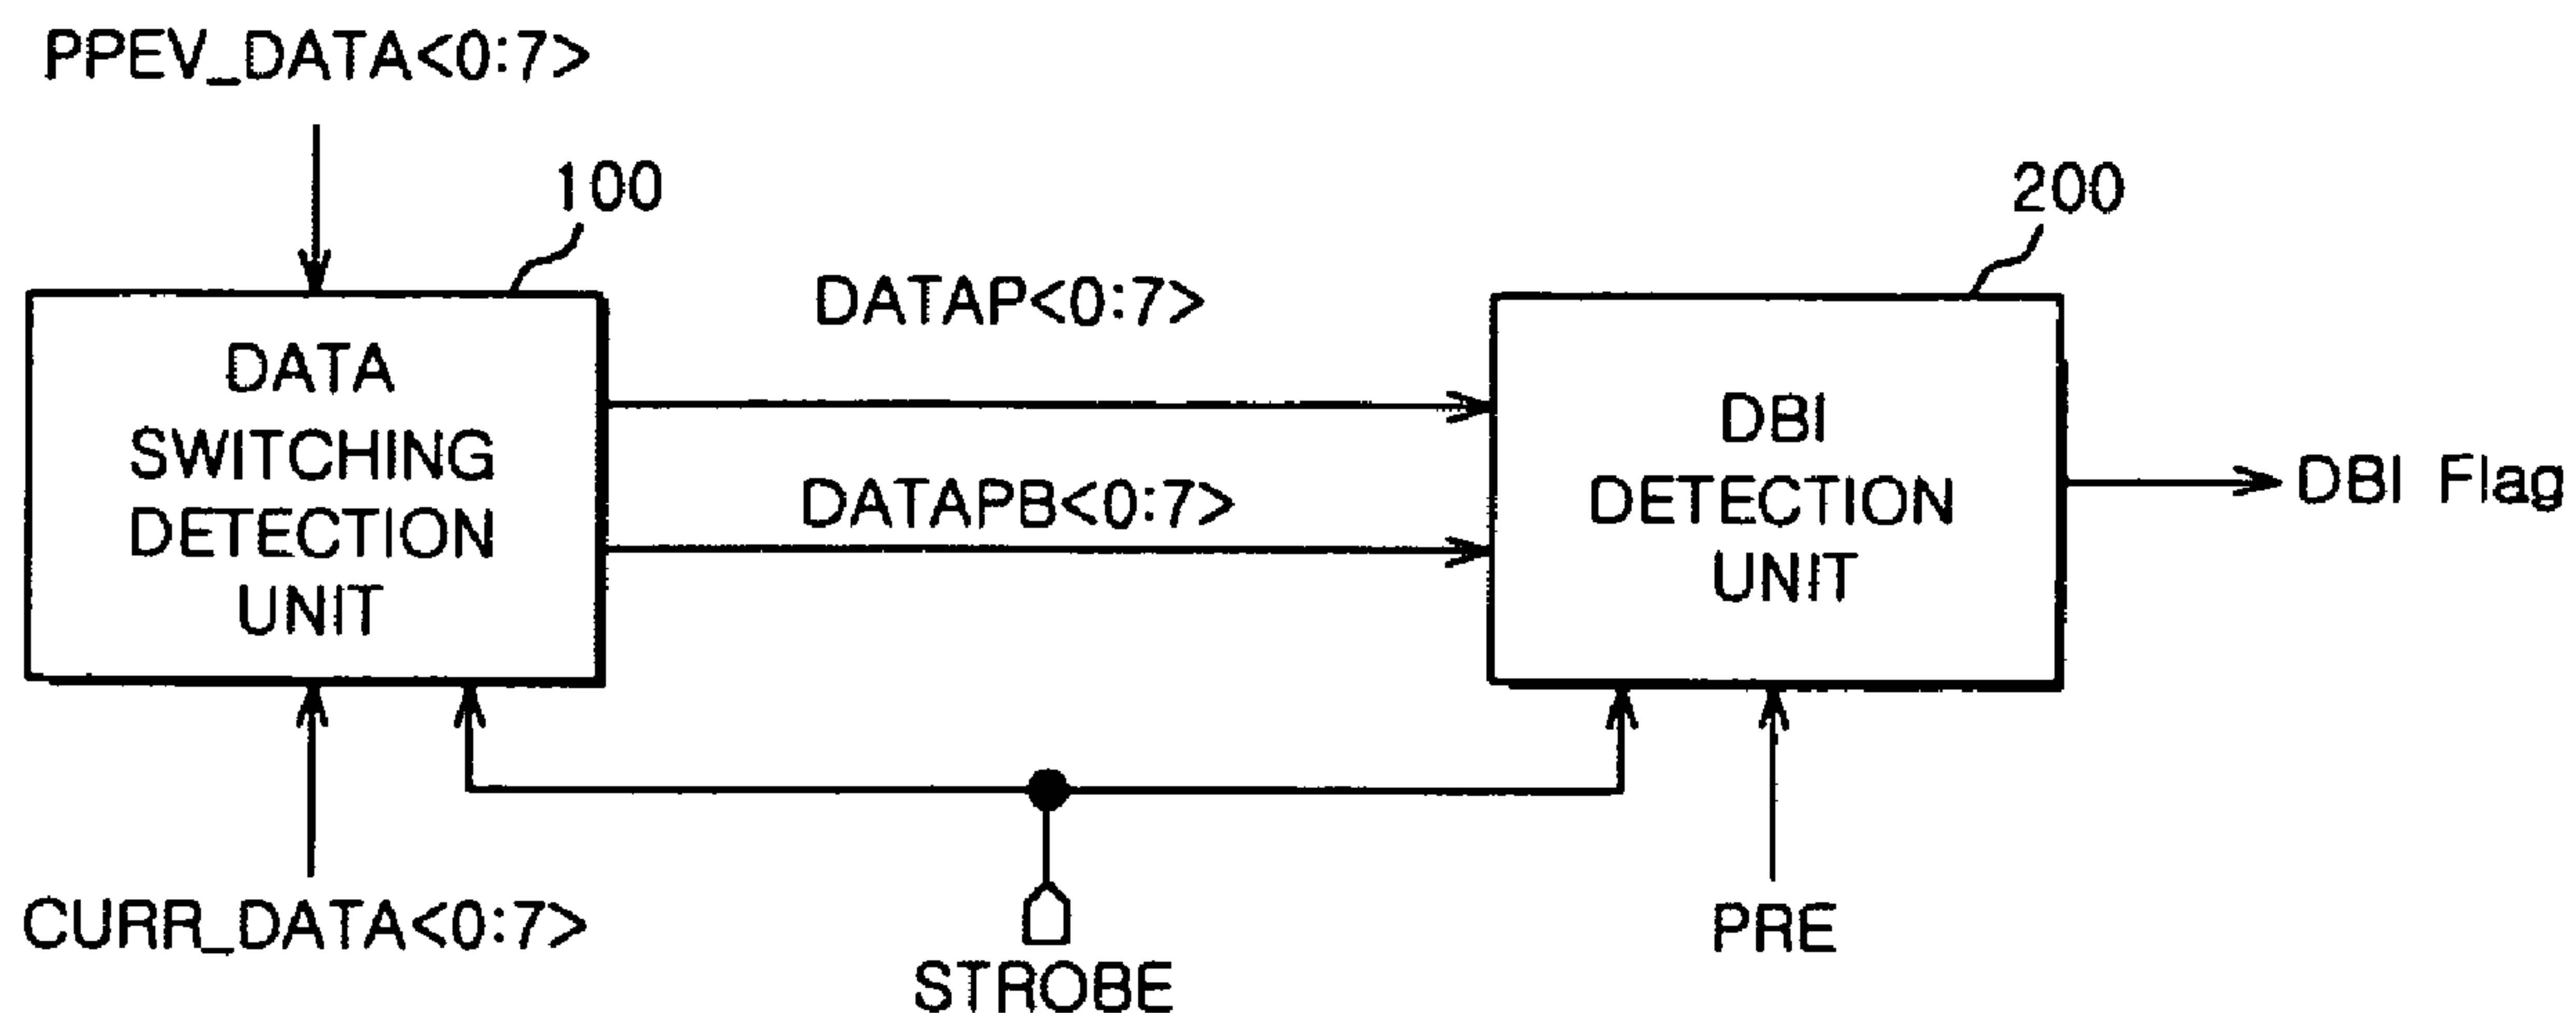 PPEV_DATA<0:7>
100
200
DATA
SWITCHING
DETECTION
UNIT
DATAP<0:7>
DATAPB<0:7>
DBI
DETECTION
UNIT
DBI Flag
CURR_DATA<0:7>
STROBE
PRE